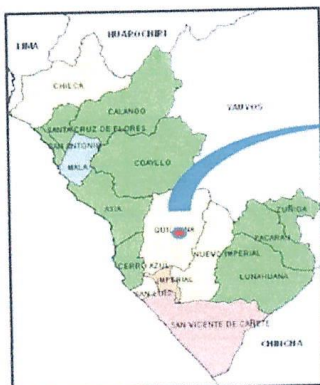 LIMA
HUAROCHIRI
CHILCA
CALANGO
YAUYOS
SANTA CRUZ DE FLORES
SAN ANTONIO
MALA
COAYLLO
ASIA
ZUÑIGA
QUILMANA
PACARAN
CERRO AZUL
NUEVO IMPERIAL
IMPERIAL
LUNAHUANA
SAN LUIS
SAN VICENTE DE CAÑETE
CHINCHA